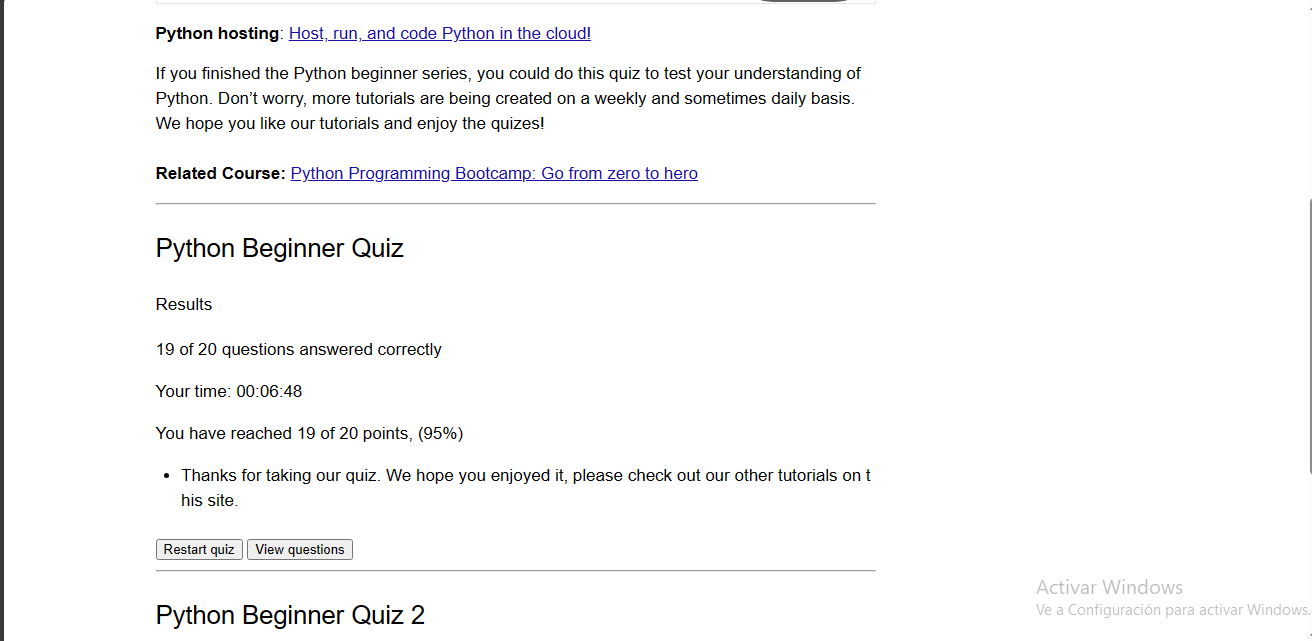 Python hosting: Host, run, and code Python in the cloud!
If you finished the Python beginner series, you could do this quiz to test your understanding of
Python. Don’t worry, more tutorials are being created on a weekly and sometimes daily basis.
We hope you like our tutorials and enjoy the quizes!
Related Course: Python Programming Bootcamp: Go from zero to hero
Python Beginner Quiz
Results
19 of 20 questions answered correctly
Your time: 00:06:48
You have reached 19 of 20 points, (95%)
• Thanks for taking our quiz. We hope you enjoyed it, please check out our other tutorials on t
his site.
Restart quiz View questions
Python Beginner Quiz 2
Activar Windows
Ve a Configuración para activar Windows.